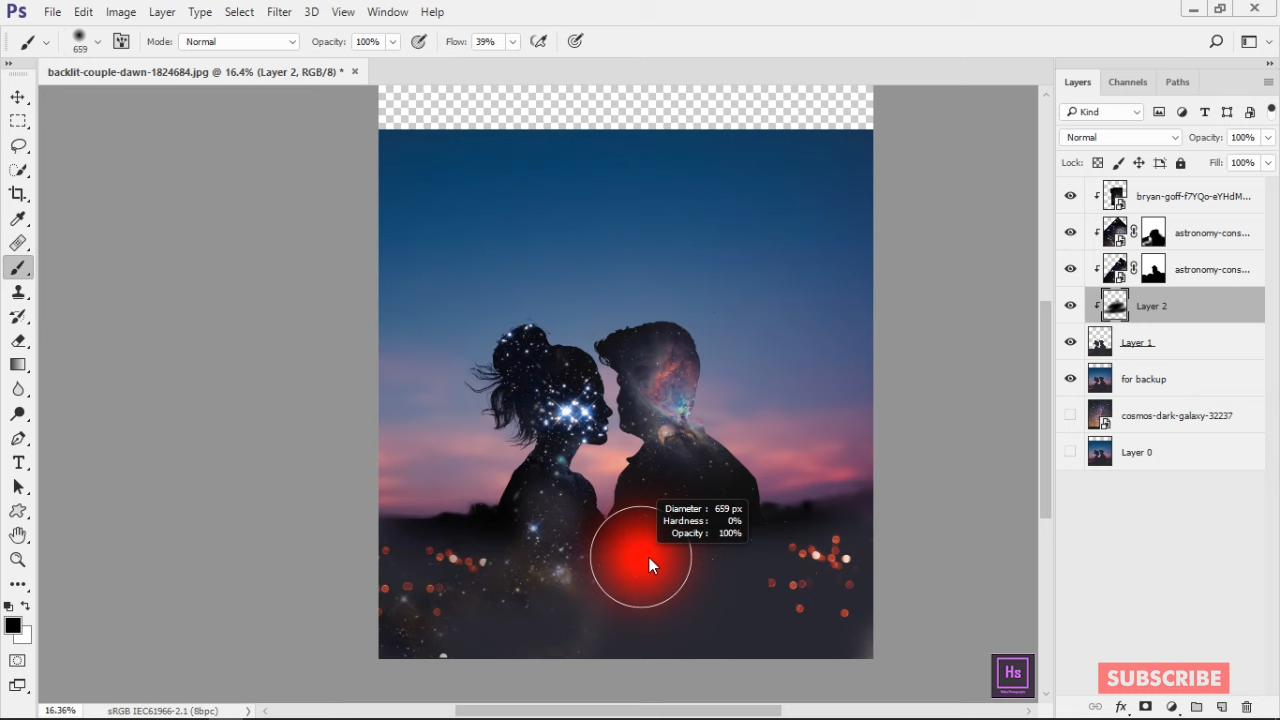 Ps File Edit Image Layer Type Select Filter 3D View Window Help
659 Mode: Normal Opacity: 100% Flow: 39%
backlit-couple-dawn-1824684.jpg @ 16.4% (Layer 2, RGB/8) *
Layers Channels Paths
Kind
Normal Opacity: 100%
Lock: Fill: 100%
bryan-goff-f7YQo-eYHdM...
astronomy-cons...
astronomy-cons...
Layer 2
Layer 1
for backup
cosmos-dark-galaxy-32237
Layer 0
Diameter : 659 px
Hardness : 0%
Opacity : 100%
Hs
SUBSCRIBE
16.36% sRGB IEC61966-2.1 (8bpc)